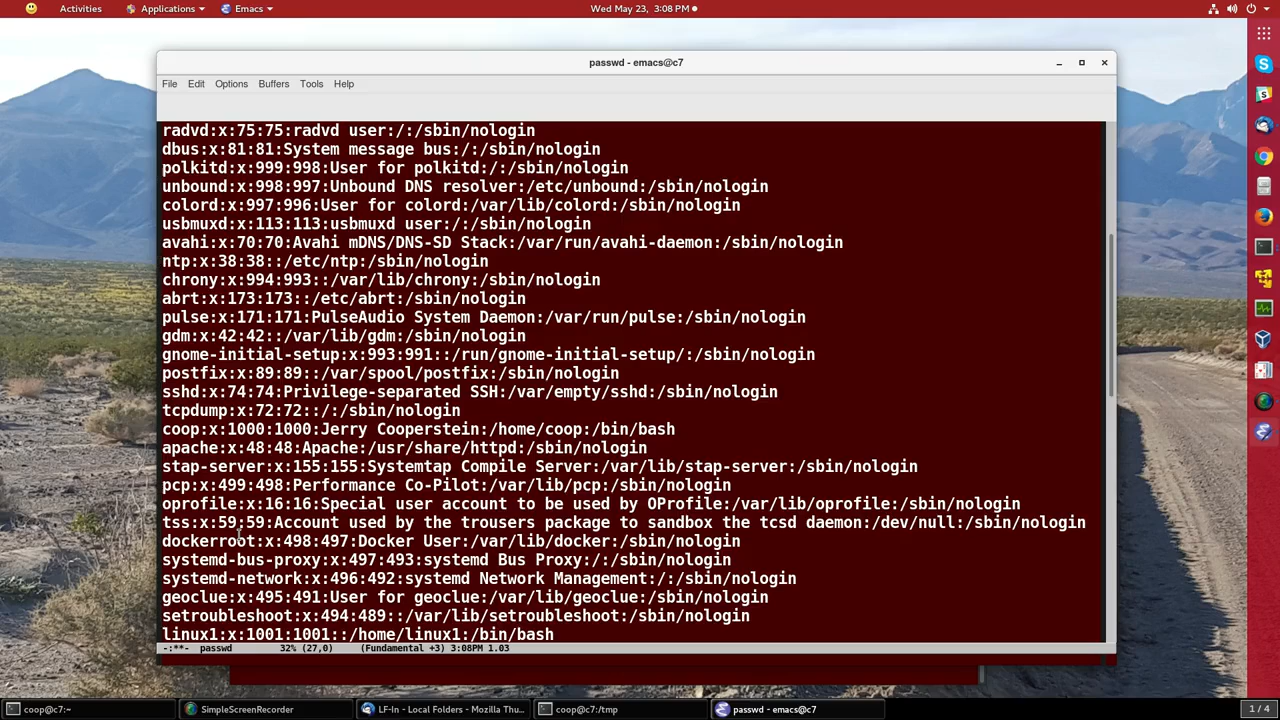 Activities Applications Emacs Wed May 23, 3:08 PM
passwd - emacs@c7
File Edit Options Buffers Tools Help
radvd:x:75:75:radvd user:/:/sbin/nologin
dbus:x:81:81:System message bus:/:/sbin/nologin
polkitd:x:999:998:User for polkitd:/:/sbin/nologin
unbound:x:998:997:Unbound DNS resolver:/etc/unbound:/sbin/nologin
colord:x:997:996:User for colord:/var/lib/colord:/sbin/nologin
usbmuxd:x:113:113:usbmuxd user:/:/sbin/nologin
avahi:x:70:70:Avahi mDNS/DNS-SD Stack:/var/run/avahi-daemon:/sbin/nologin
ntp:x:38:38::/etc/ntp:/sbin/nologin
chrony:x:994:993::/var/lib/chrony:/sbin/nologin
abrt:x:173:173::/etc/abrt:/sbin/nologin
pulse:x:171:171:PulseAudio System Daemon:/var/run/pulse:/sbin/nologin
gdm:x:42:42::/var/lib/gdm:/sbin/nologin
gnome-initial-setup:x:993:991::/run/gnome-initial-setup/:/sbin/nologin
postfix:x:89:89::/var/spool/postfix:/sbin/nologin
sshd:x:74:74:Privilege-separated SSH:/var/empty/sshd:/sbin/nologin
tcpdump:x:72:72::/:/sbin/nologin
coop:x:1000:1000:Jerry Cooperstein:/home/coop:/bin/bash
apache:x:48:48:Apache:/usr/share/httpd:/sbin/nologin
stap-server:x:155:155:Systemtap Compile Server:/var/lib/stap-server:/sbin/nologin
pcp:x:499:498:Performance Co-Pilot:/var/lib/pcp:/sbin/nologin
oprofile:x:16:16:Special user account to be used by OProfile:/var/lib/oprofile:/sbin/nologin
tss:x:59:59:Account used by the trousers package to sandbox the tcsd daemon:/dev/null:/sbin/nologin
dockerroot:x:498:497:Docker User:/var/lib/docker:/sbin/nologin
systemd-bus-proxy:x:497:493:systemd Bus Proxy:/:/sbin/nologin
systemd-network:x:496:492:systemd Network Management:/:/sbin/nologin
geoclue:x:495:491:User for geoclue:/var/lib/geoclue:/sbin/nologin
setroubleshoot:x:494:489::/var/lib/setroubleshoot:/sbin/nologin
linux1:x:1001:1001::/home/linux1:/bin/bash
-:**- passwd 32% (27,0) (Fundamental +3) 3:08PM 1.03
coop@c7:~ SimpleScreenRecorder LF-In - Local Folders - Mozilla Thu... coop@c7:/tmp passwd - emacs@c7 1 / 4